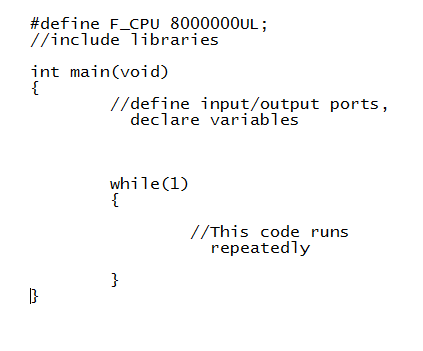 #define F_CPU 8000000UL;
//include libraries
int main(void)
{
//define input/output ports,
declare variables
while(1)
{
//This code runs
repeatedly
}
}